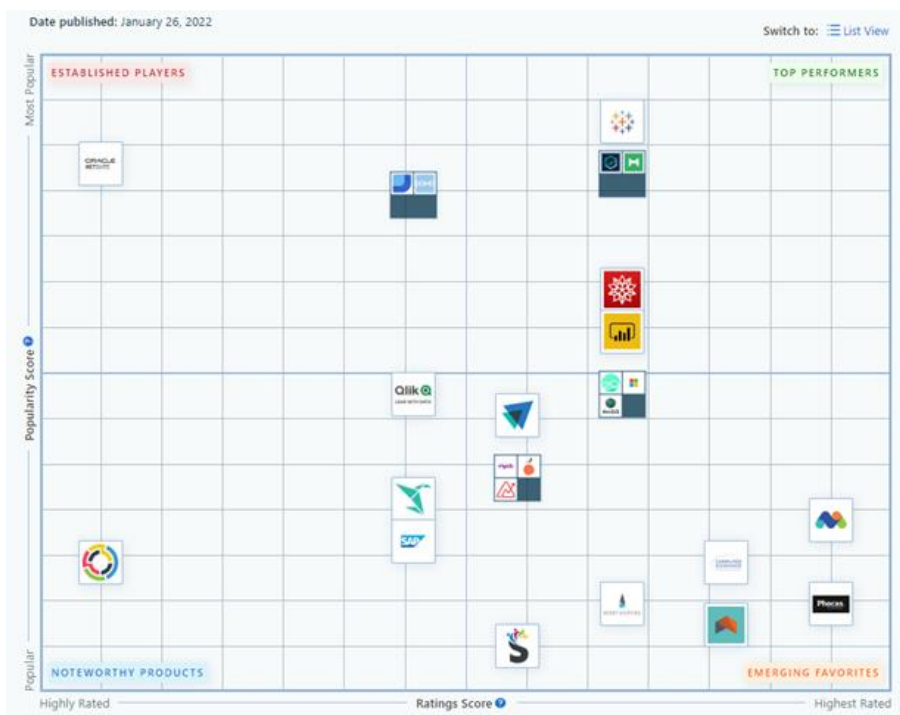 Date published: January 26, 2022
Switch to: List View
Most Popular
ESTABLISHED PLAYERS
TOP PERFORMERS
ORACLE
NETSUITE
Popularity Score
Qlik
LEAD WITH DATA
SAP
Phocas
Popular
NOTEWORTHY PRODUCTS
EMERGING FAVORITES
Highly Rated
Ratings Score
Highest Rated